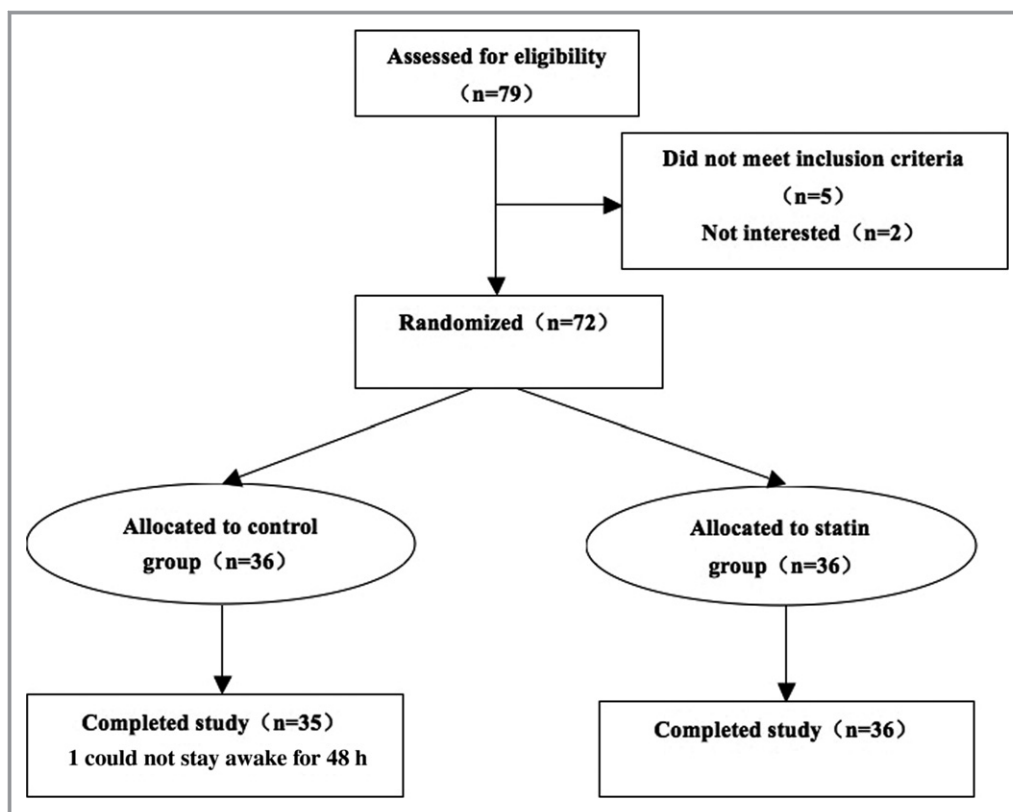 Assessed for eligibility
（n=79）
Did not meet inclusion criteria
（n=5）
Not interested（n=2）
Randomized（n=72）
Allocated to control
group（n=36）
Allocated to statin
group（n=36）
Completed study（n=35）
1 could not stay awake for 48 h
Completed study（n=36）